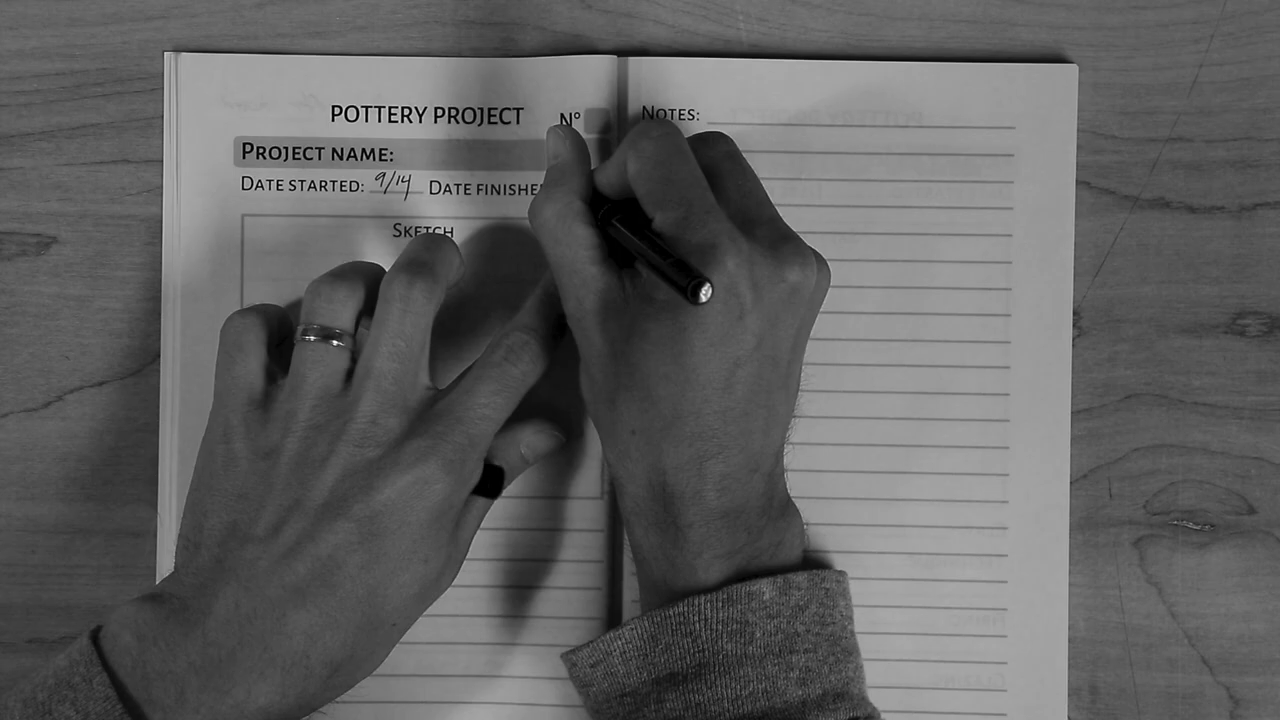 POTTERY PROJECT N°
PROJECT NAME:
DATE STARTED: 9/14 DATE FINISHE
SKETCH
NOTES: